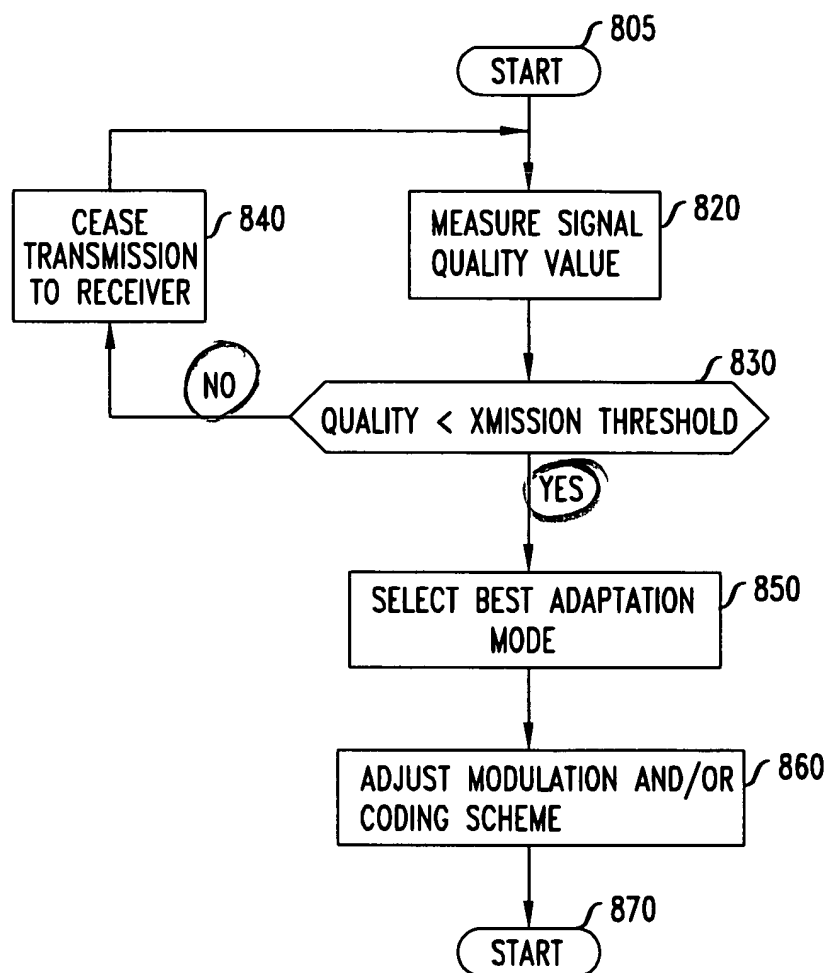 805
START
CEASE
TRANSMISSION
TO RECEIVER
840
MEASURE SIGNAL
QUALITY VALUE
820
830
NO
QUALITY < XMISSION THRESHOLD
YES
SELECT BEST ADAPTATION
MODE
850
ADJUST MODULATION AND/OR
CODING SCHEME
860
870
START